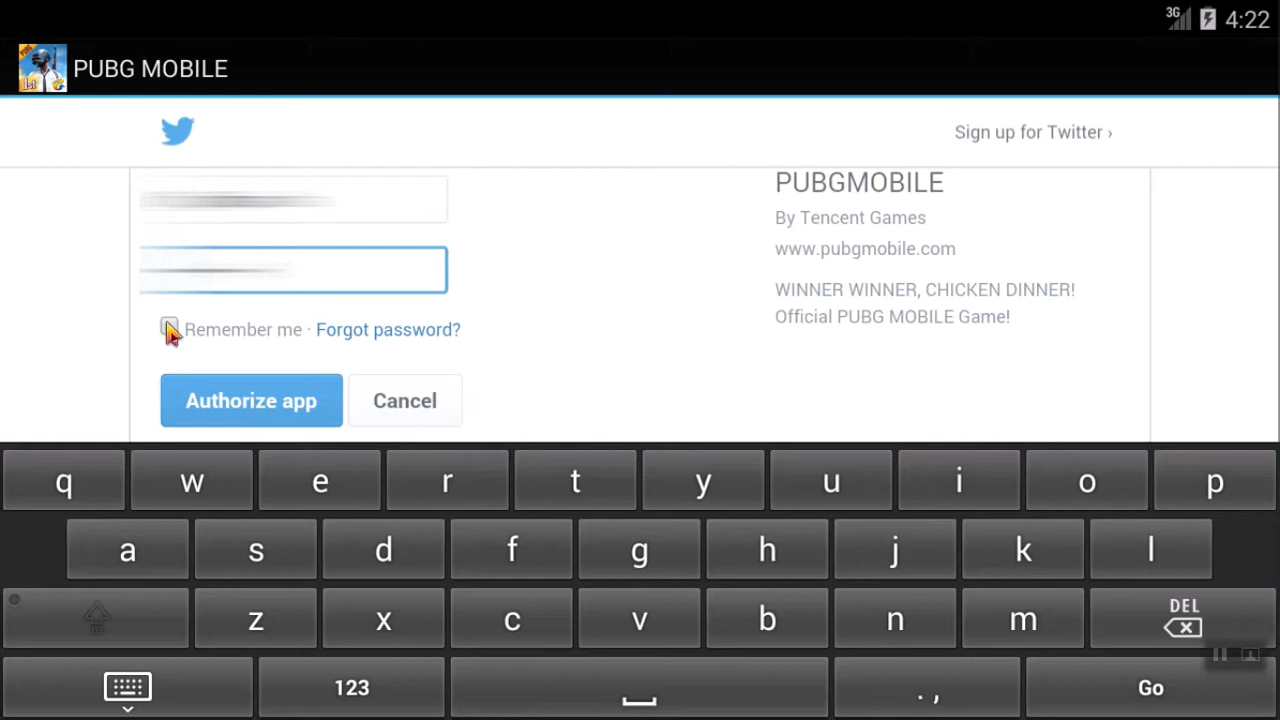 3G 4:22
PUBG MOBILE
Sign up for Twitter ›
PUBGMOBILE
By Tencent Games
www.pubgmobile.com
WINNER WINNER, CHICKEN DINNER!
Official PUBG MOBILE Game!
Remember me · Forgot password?
Authorize app Cancel
q w e r t y u i o p
a s d f g h j k l
z x c v b n m DEL
123 . , Go